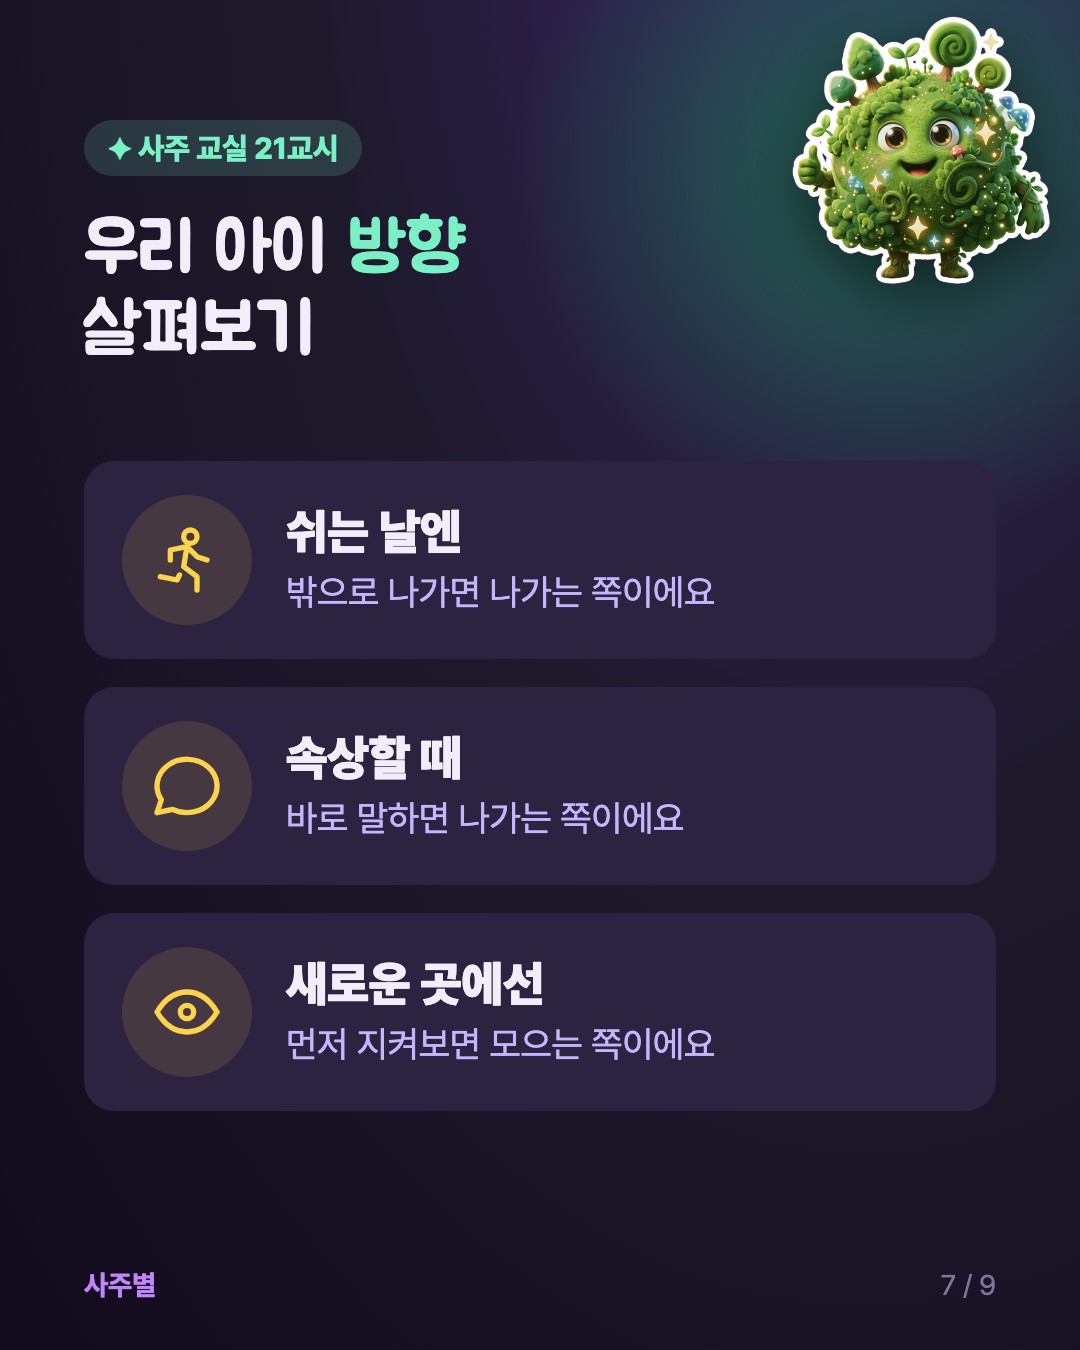 ✦ 사주 교실 21교시
우리 아이 방향
살펴보기
쉬는 날엔
밖으로 나가면 나가는 쪽이에요
속상할 때
바로 말하면 나가는 쪽이에요
새로운 곳에선
먼저 지켜보면 모으는 쪽이에요
사주별
7 / 9